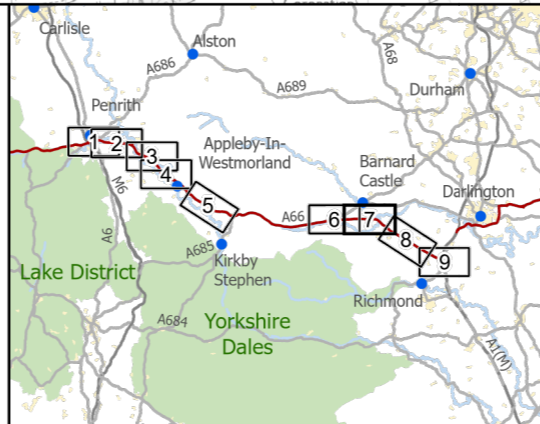 Carlisle
Alston
A686
A689
A68
Durham
Penrith
Appleby-In-
Westmorland
Barnard
Castle
Darlington
1
2
3
4
5
6
7
8
9
M6
A66
A6
A685
Kirkby
Stephen
Lake District
Richmond
A684
Yorkshire
Dales
A1(M)